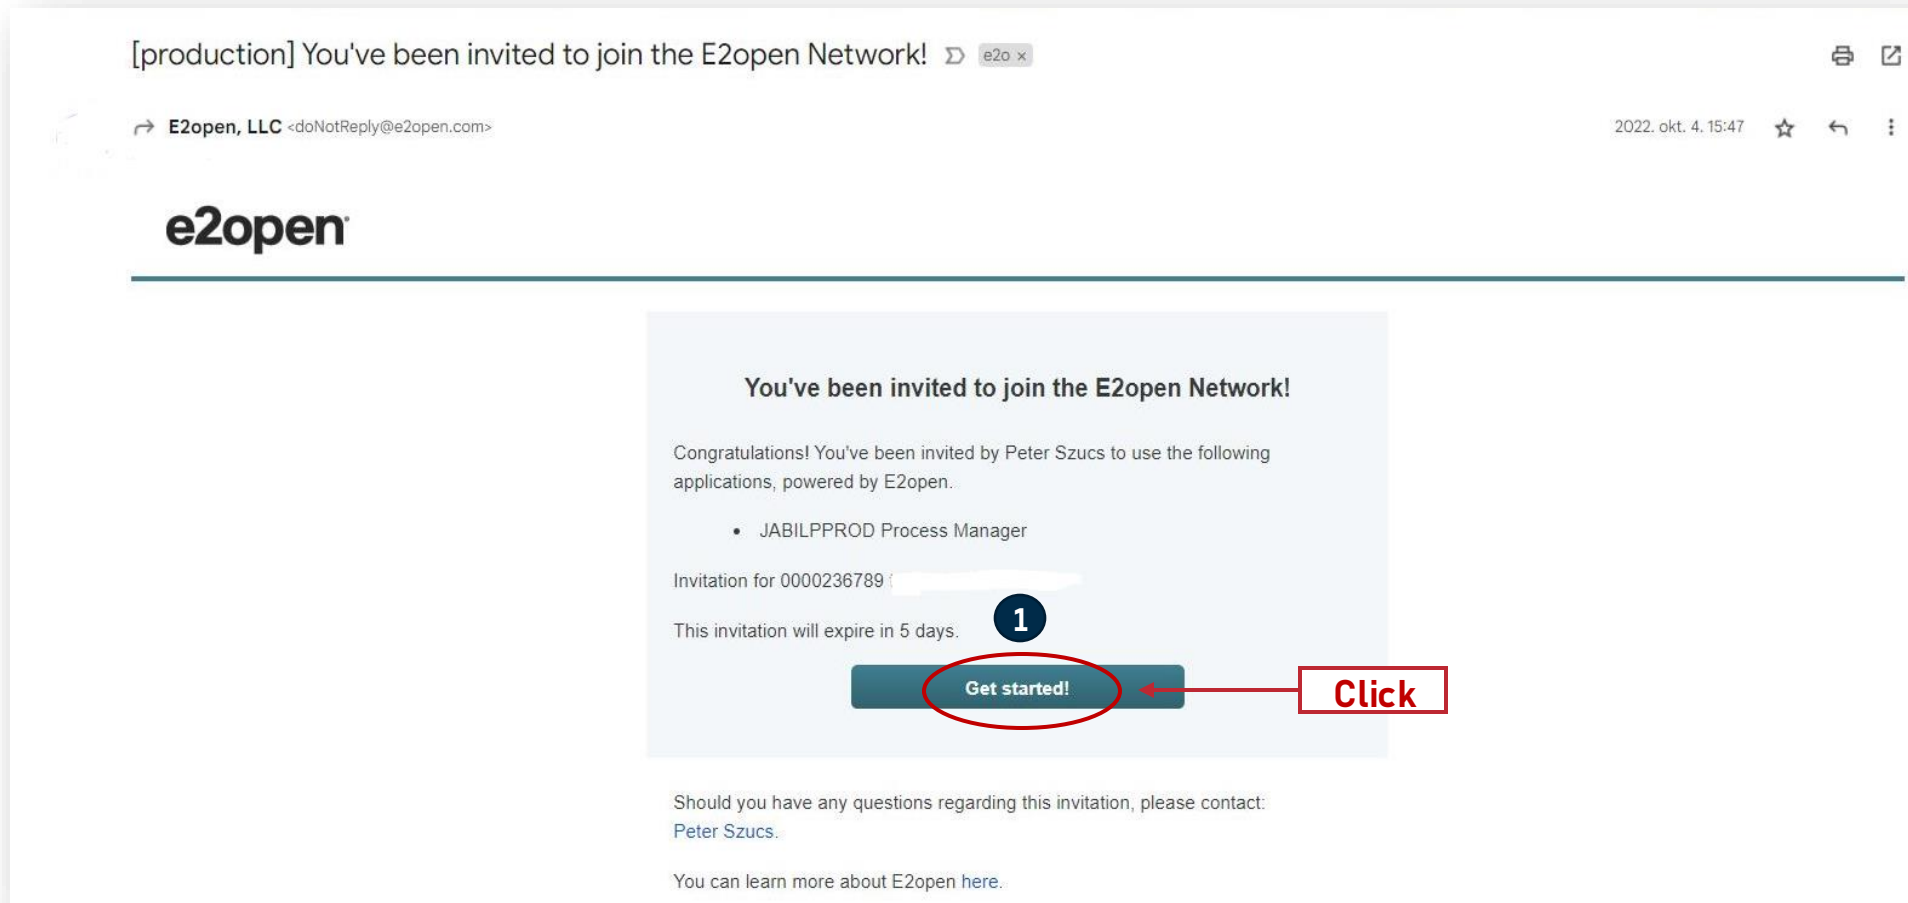 [production] You've been invited to join the E2open Network! e2o ×
E2open, LLC <doNotReply@e2open.com> 2022. okt. 4. 15:47
e2open
You've been invited to join the E2open Network!
Congratulations! You've been invited by Peter Szucs to use the following
applications, powered by E2open.
• JABILPPROD Process Manager
Invitation for 0000236789
1
This invitation will expire in 5 days.
Get started!
Click
Should you have any questions regarding this invitation, please contact:
Peter Szucs.
You can learn more about E2open here.